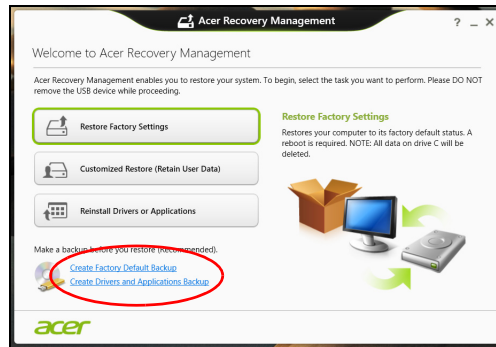 Acer Recovery Management
? _ X
Welcome to Acer Recovery Management
Acer Recovery Management enables you to restore your system. To begin, select the task you want to perform. Please DO NOT
remove the USB device while proceeding.
Restore Factory Settings
Customized Restore (Retain User Data)
Reinstall Drivers or Applications
Restore Factory Settings
Restores your computer to its factory default status. A
reboot is required. NOTE: All data on drive C will be
deleted.
Make a backup before you restore (Recommended).
Create Factory Default Backup
Create Drivers and Applications Backup
acer